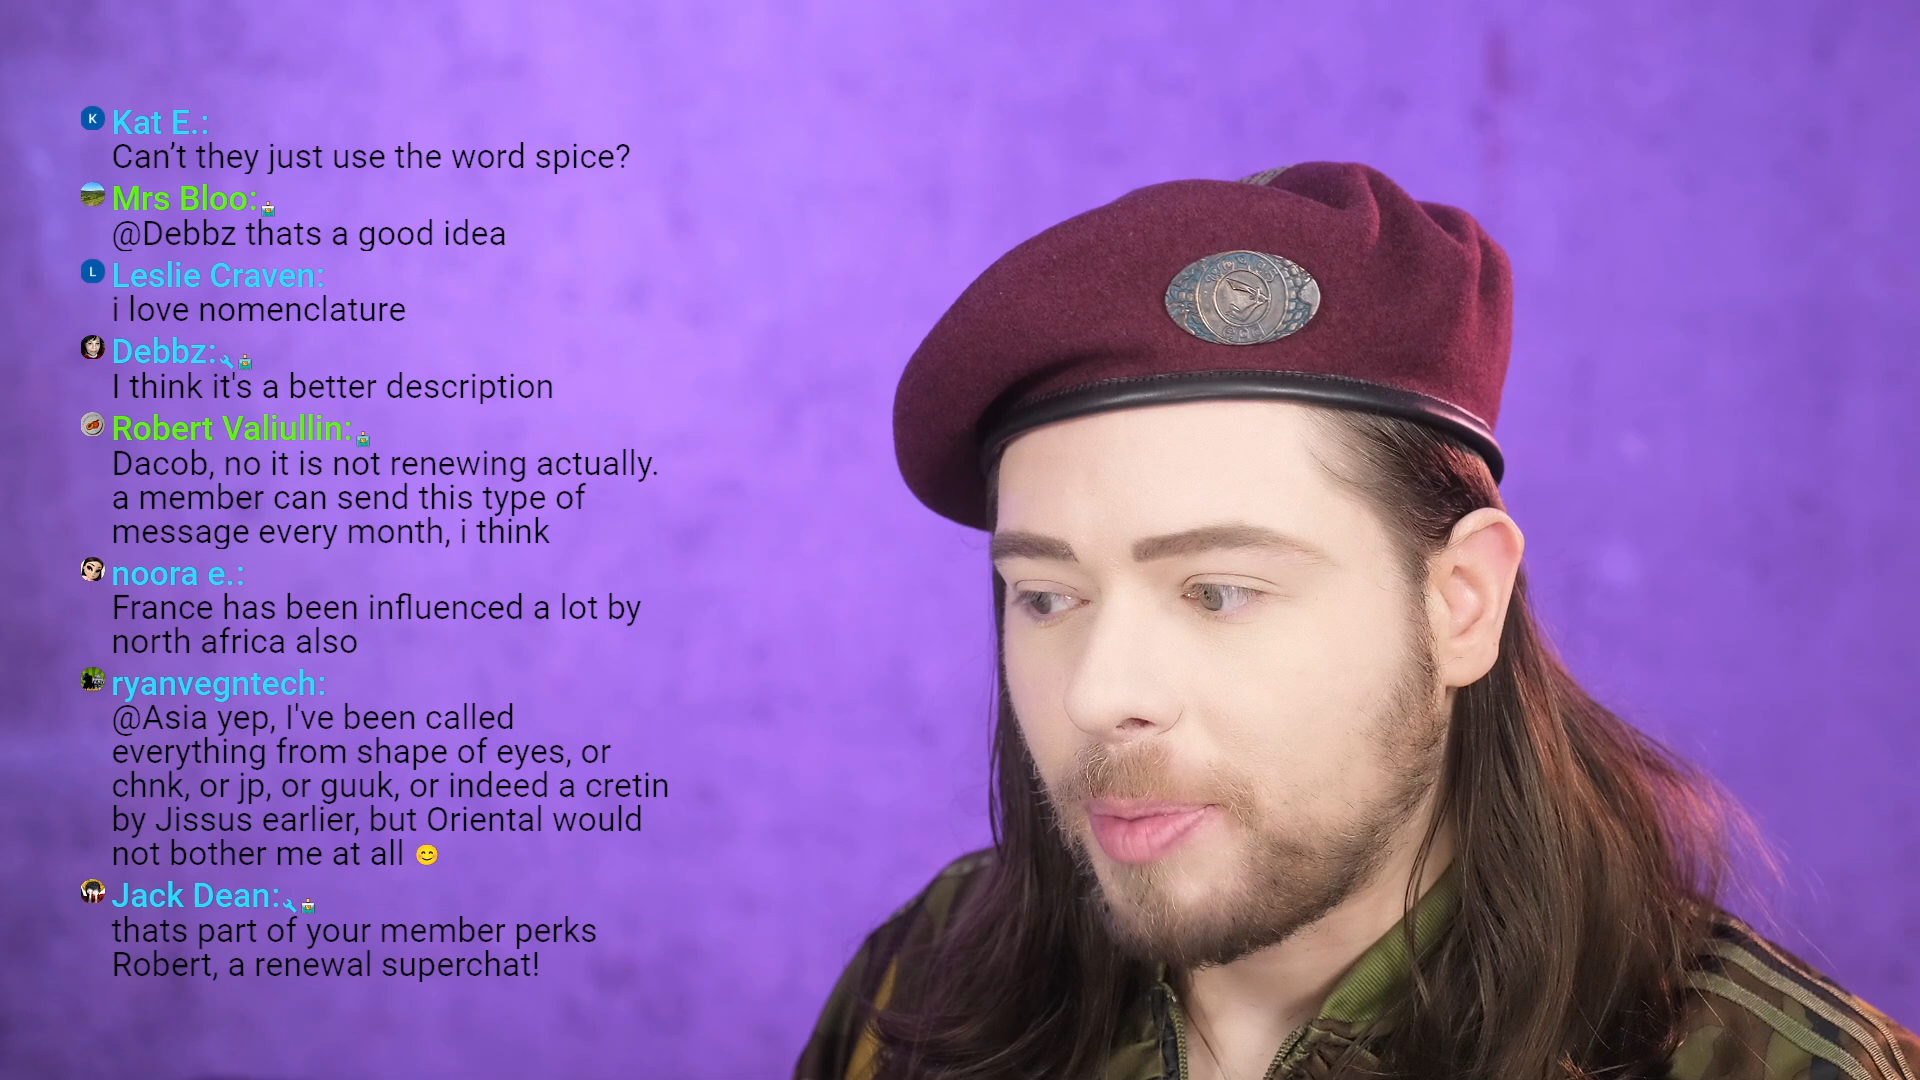 K Kat E.:
Can’t they just use the word spice?
Mrs Bloo:
@Debbz thats a good idea
L Leslie Craven:
i love nomenclature
Debbz:
I think it's a better description
Robert Valiullin:
Dacob, no it is not renewing actually.
a member can send this type of
message every month, i think
noora e.:
France has been influenced a lot by
north africa also
ryanvegntech:
@Asia yep, I've been called
everything from shape of eyes, or
chnk, or jp, or guuk, or indeed a cretin
by Jissus earlier, but Oriental would
not bother me at all 😊
Jack Dean:
thats part of your member perks
Robert, a renewal superchat!